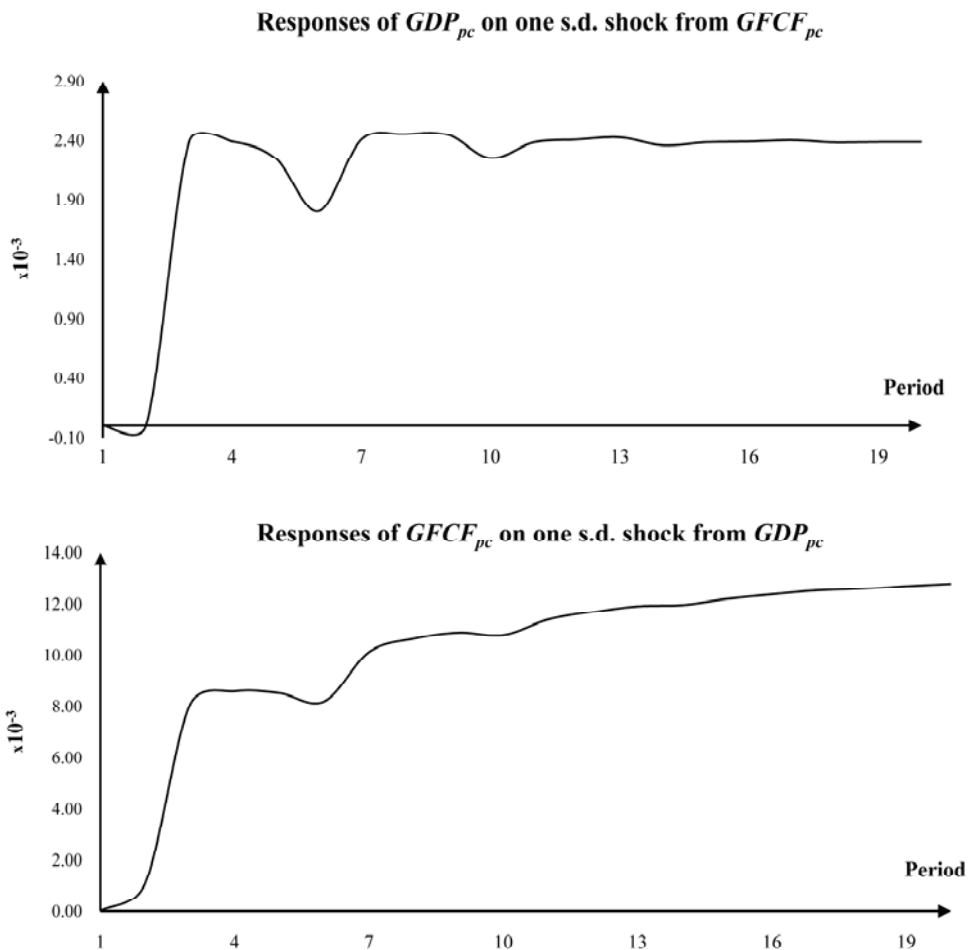 Responses of GDPpc on one s.d. shock from GFCFpc
2.90
2.40
1.90
1.40
x10-3
0.90
0.40
Period
-0.10
1 4 7 10 13 16 19
Responses of GFCFpc on one s.d. shock from GDPpc
14.00
12.00
10.00
8.00
x10-3
6.00
4.00
2.00
Period
0.00
1 4 7 10 13 16 19